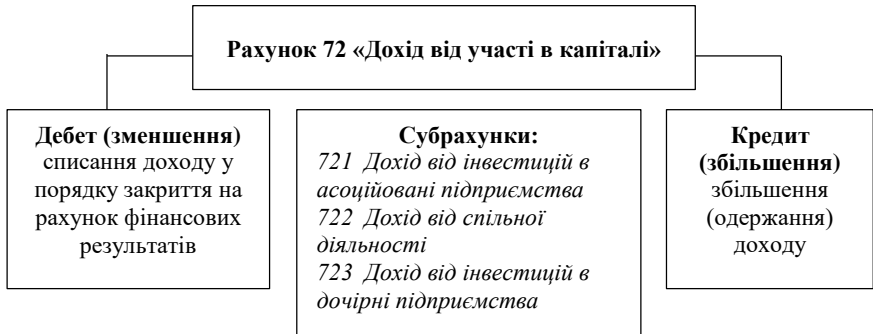 Рахунок 72 «Дохід від участі в капіталі»
Дебет (зменшення)
списання доходу у
порядку закриття на
рахунок фінансових
результатів
Субрахунки:
721 Дохід від інвестицій в
асоційовані підприємства
722 Дохід від спільної
діяльності
723 Дохід від інвестицій в
дочірні підприємства
Кредит
(збільшення)
збільшення
(одержання)
доходу